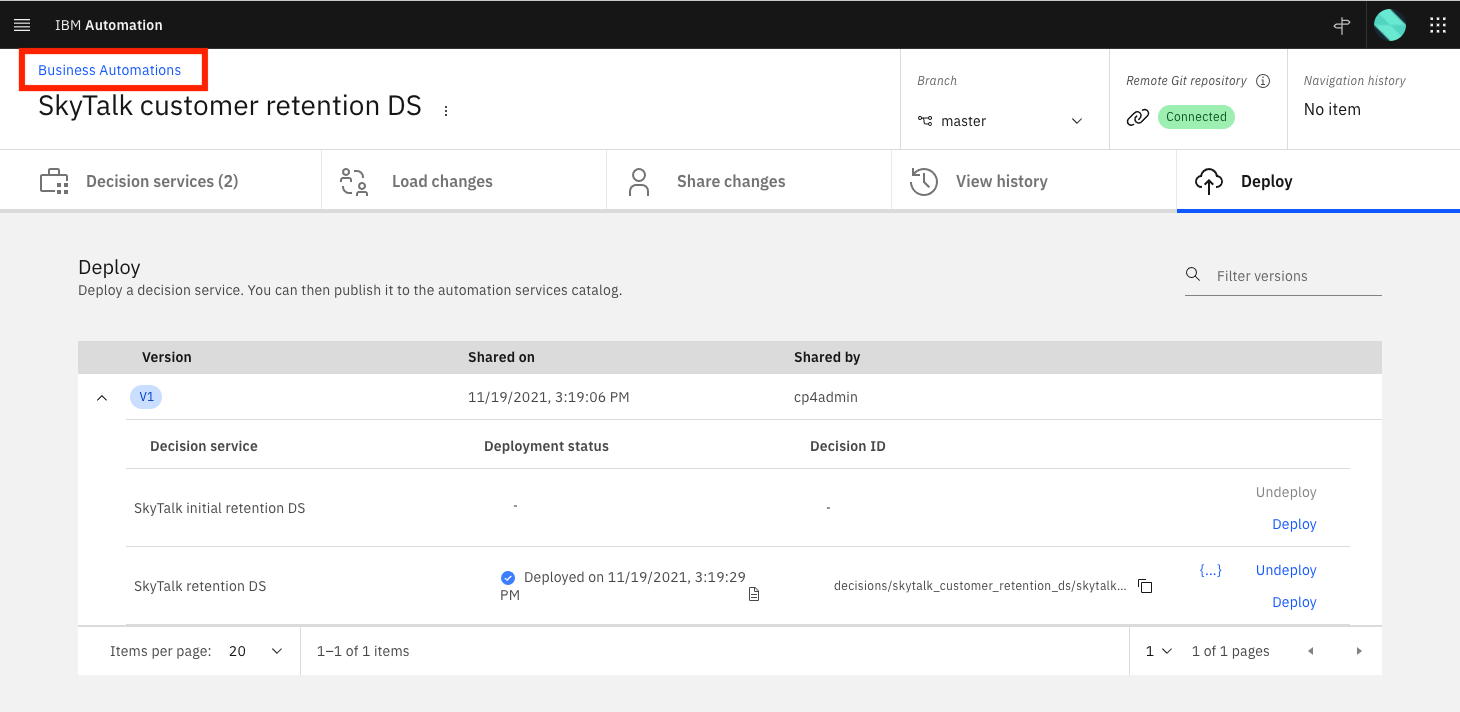 IBM Automation
Business Automations
SkyTalk customer retention DS
Branch
master
Remote Git repository
Connected
Navigation history
No item
Decision services (2)
Load changes
Share changes
View history
Deploy
Deploy
Deploy a decision service. You can then publish it to the automation services catalog.
Filter versions
Version Shared on Shared by
V1 11/19/2021, 3:19:06 PM cp4admin
Decision service Deployment status Decision ID
SkyTalk initial retention DS - -
Undeploy
Deploy
SkyTalk retention DS
Deployed on 11/19/2021, 3:19:29
PM
decisions/skytalk_customer_retention_ds/skytalk...
{...}
Undeploy
Deploy
Items per page: 20
1–1 of 1 items
1
1 of 1 pages